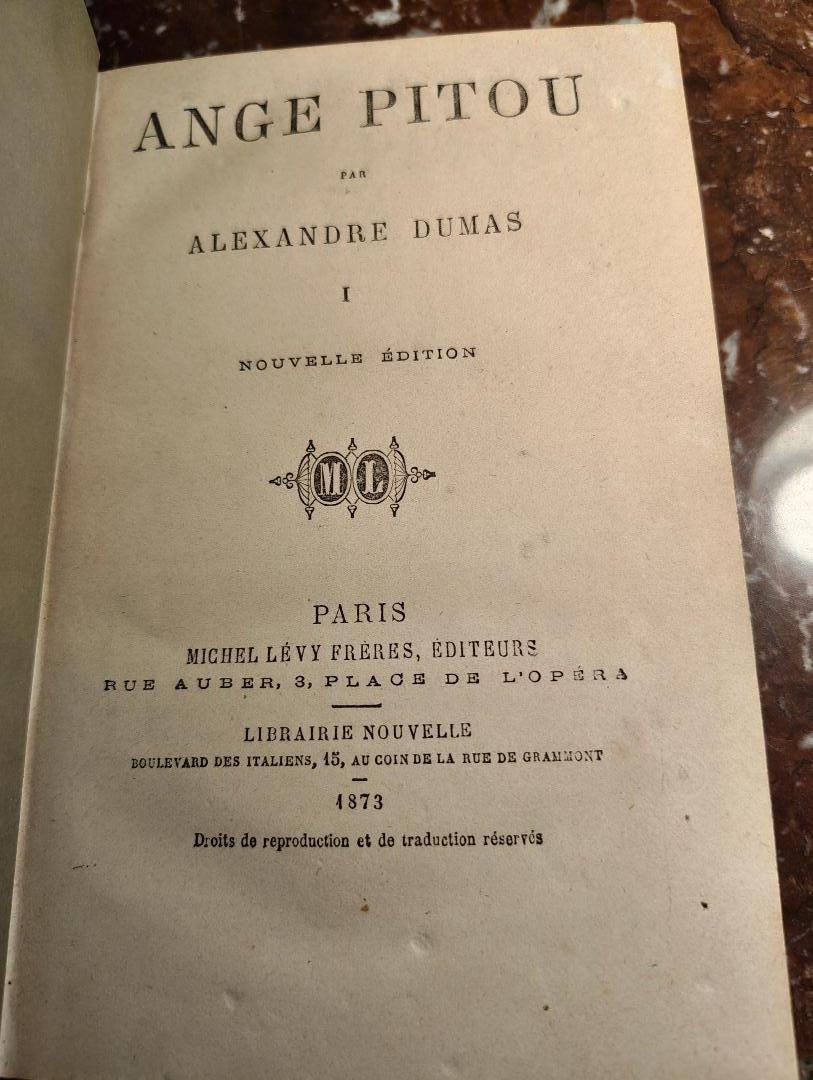 ANGE PITOU
PAR
ALEXANDRE DUMAS
I
NOUVELLE ÉDITION
ML
PARIS
MICHEL LÉVY FRÈRES, ÉDITEURS
RUE AUBER, 3, PLACE DE L'OPÉRA
LIBRAIRIE NOUVELLE
BOULEVARD DES ITALIENS, 15, AU COIN DE LA RUE DE GRAMMONT
1873
Droits de reproduction et de traduction réservés